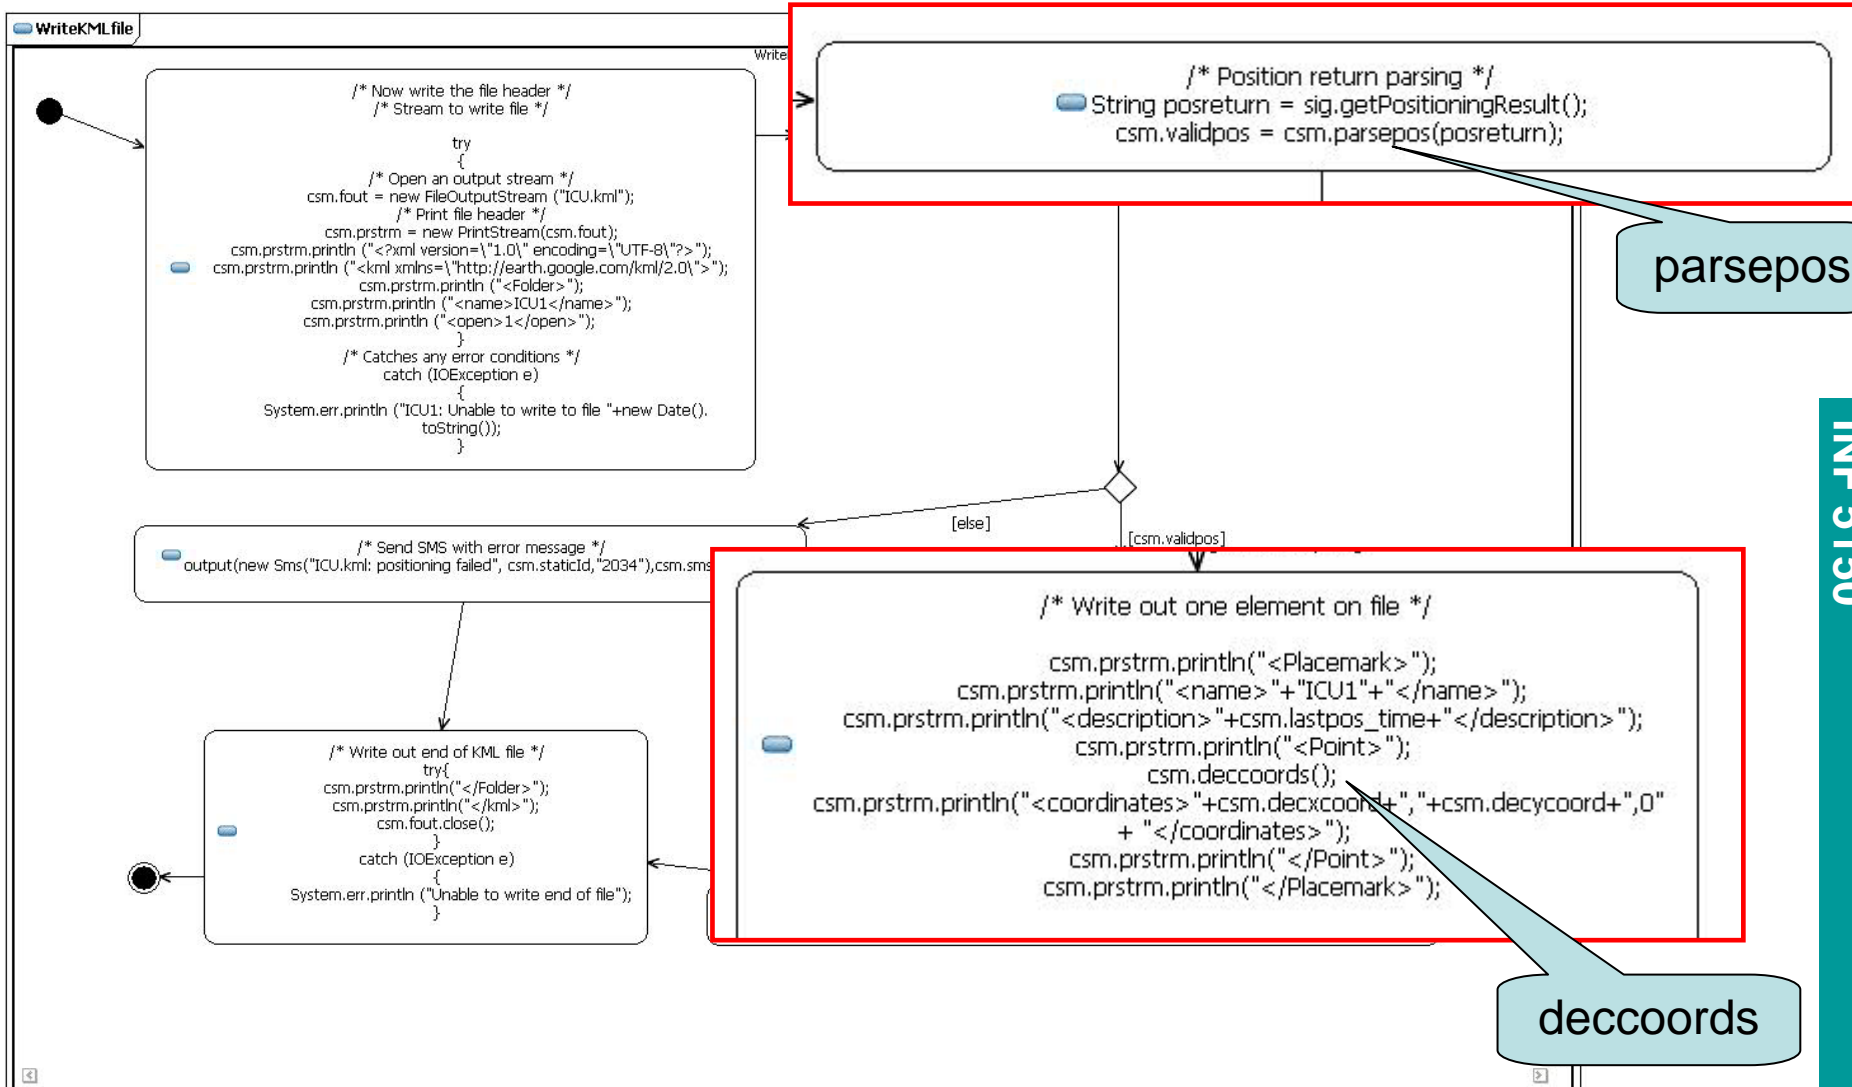 WriteKMLfile
Write
/* Now write the file header */
/* Stream to write file */
try
{
/* Open an output stream */
csm.fout = new FileOutputStream ("ICU.kml");
/* Print file header */
csm.prstrm = new PrintStream(csm.fout);
csm.prstrm.println ("<?xml version=\"1.0\" encoding=\"UTF-8\"?>");
csm.prstrm.println ("<kml xmlns=\"http://earth.google.com/kml/2.0\">");
csm.prstrm.println ("<Folder>");
csm.prstrm.println ("<name>ICU1</name>");
csm.prstrm.println ("<open>1</open>");
}
/* Catches any error conditions */
catch (IOException e)
{
System.err.println ("ICU1: Unable to write to file "+new Date().
toString());
}
/* Position return parsing */
String posreturn = sig.getPositioningResult();
csm.validpos = csm.parsepos(posreturn);
parsepos
INF 5150
[else]
[csm.validpos]
/* Send SMS with error message */
output(new Sms("ICU.kml: positioning failed", csm.staticId,"2034"),csm.sms
/* Write out one element on file */
csm.prstrm.println("<Placemark>");
csm.prstrm.println("<name>"+"ICU1"+"</name>");
csm.prstrm.println("<description>"+csm.lastpos_time+"</description>");
csm.prstrm.println("<Point>");
csm.deccoords();
csm.prstrm.println("<coordinates>"+csm.decxcoord+","+csm.decycoord+",0"
+ "</coordinates>");
csm.prstrm.println("</Point>");
csm.prstrm.println("</Placemark>");
/* Write out end of KML file */
try{
csm.prstrm.println("</Folder>");
csm.prstrm.println("</kml>");
csm.fout.close();
}
catch (IOException e)
{
System.err.println ("Unable to write end of file");
}
deccoords